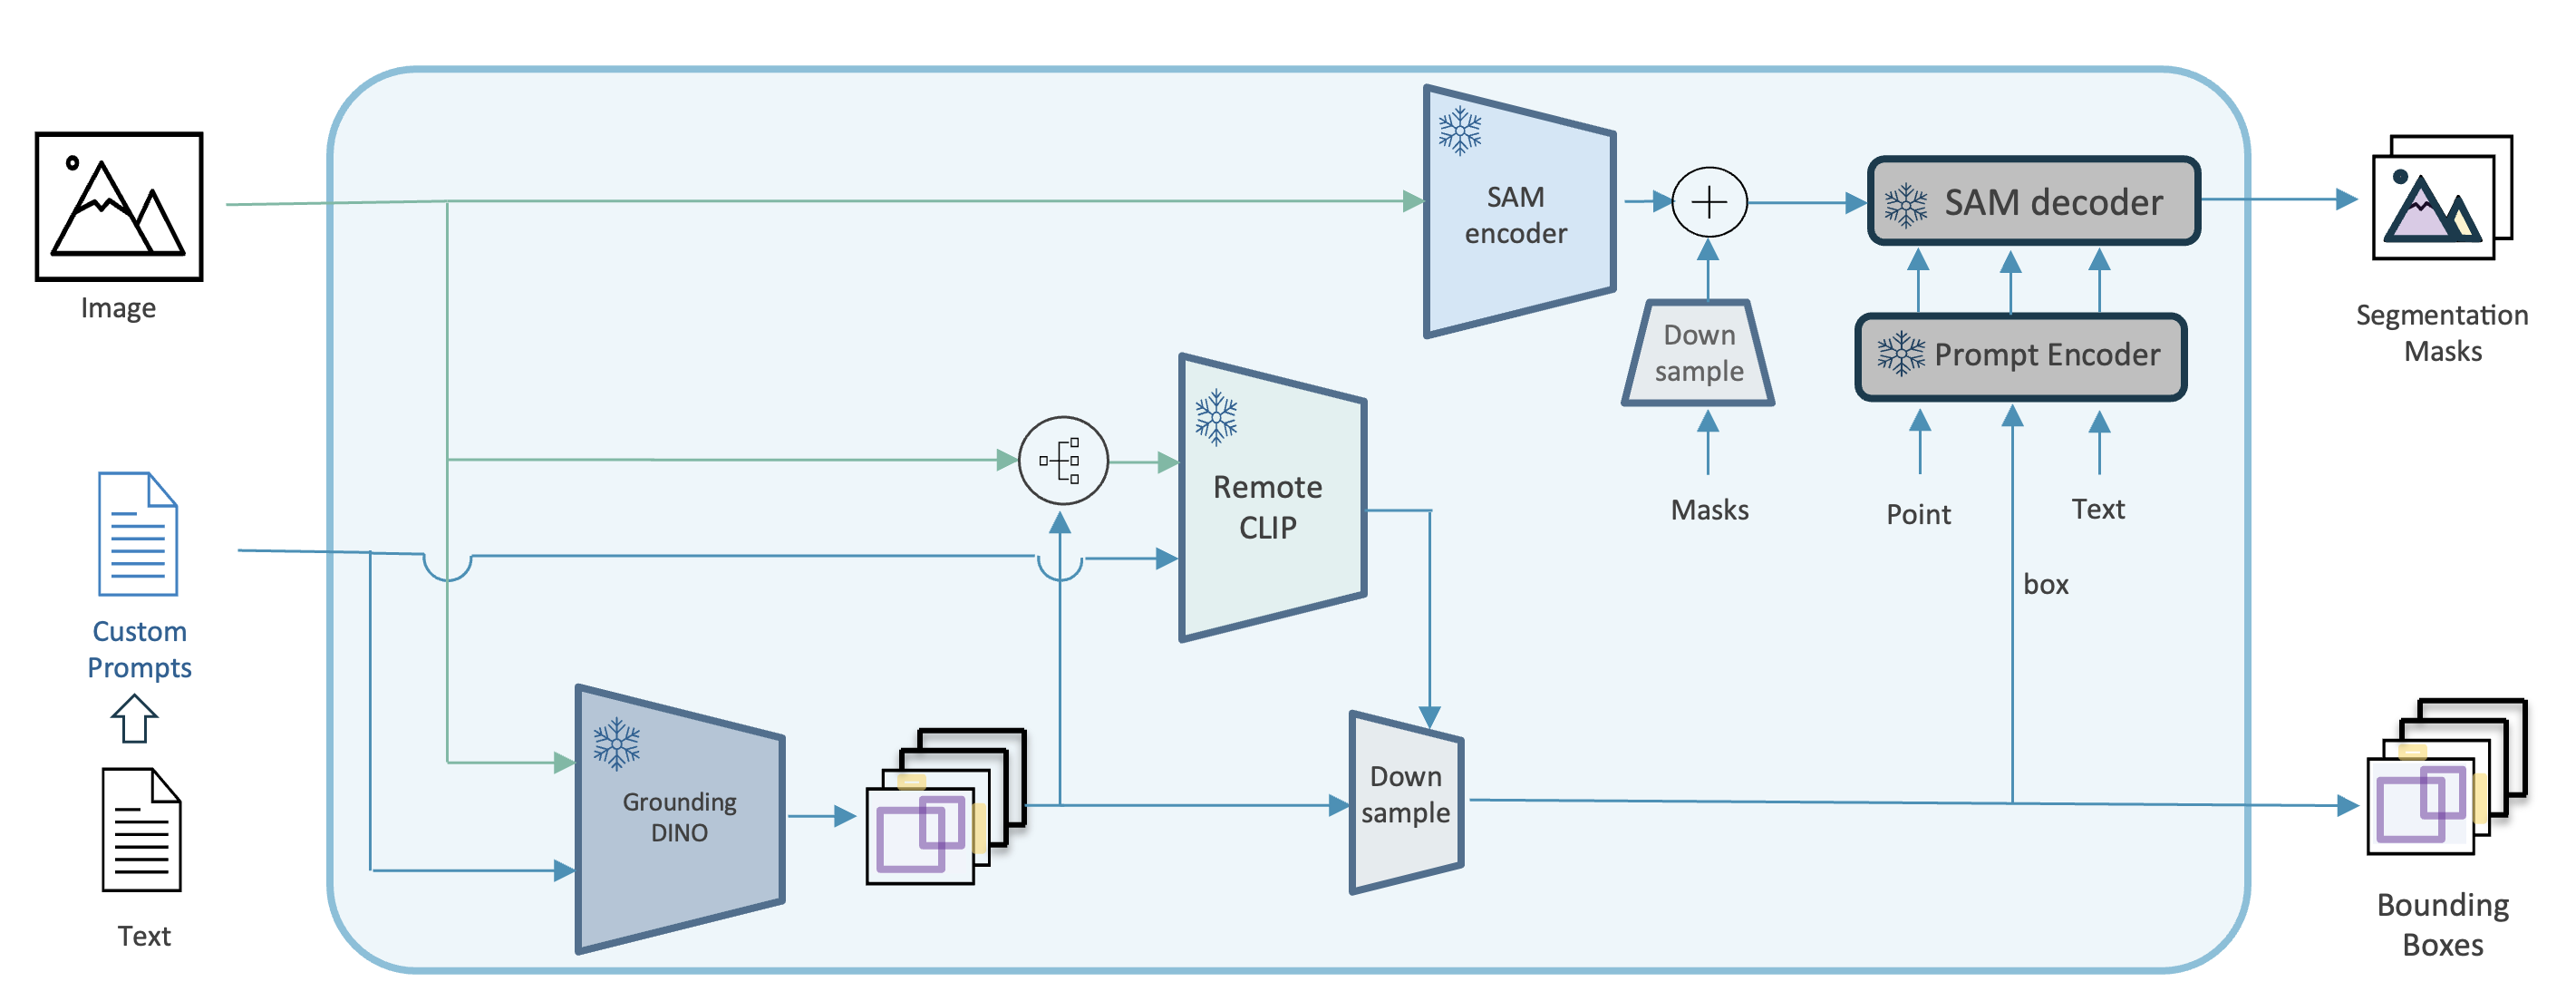 Image
Custom
Prompts
Text
SAM
encoder
Down
sample
Masks
SAM decoder
Prompt Encoder
Point
Text
box
Remote
CLIP
Grounding
DINO
Down
sample
Segmentation
Masks
Bounding
Boxes